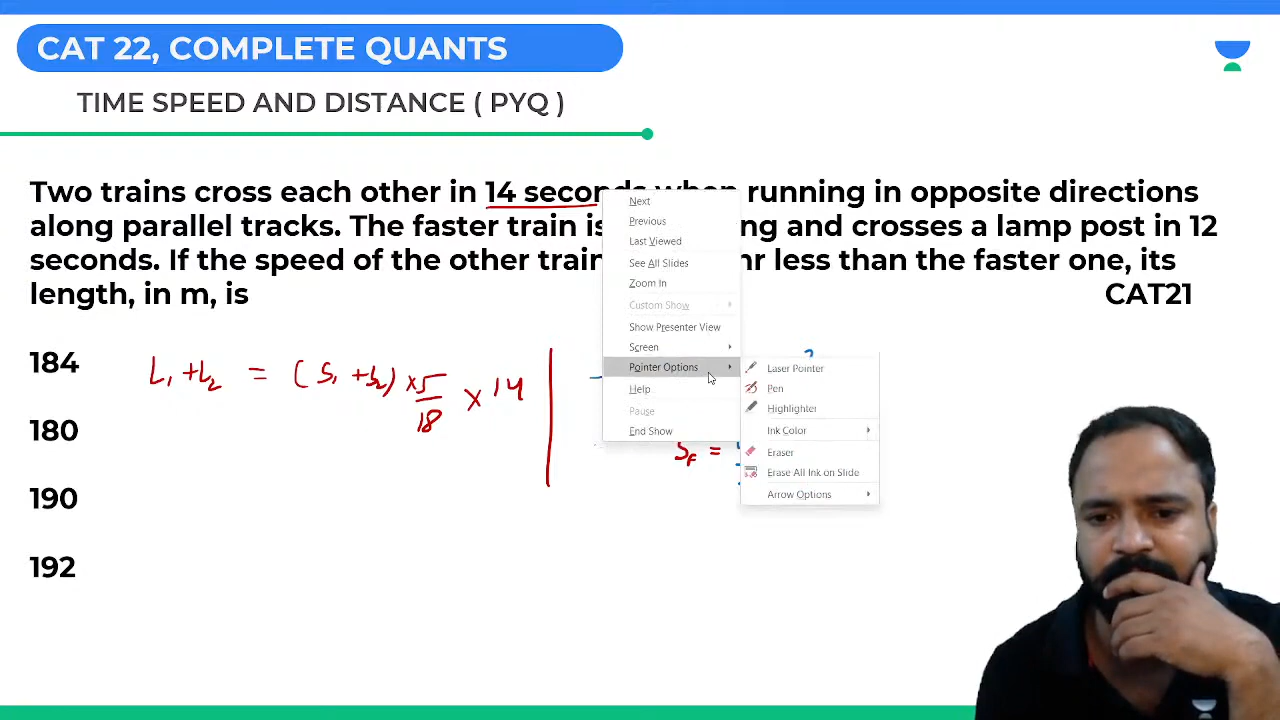 CAT 22, COMPLETE QUANTS
TIME SPEED AND DISTANCE ( PYQ )
Two trains cross each other in 14 seconds when running in opposite directions
along parallel tracks. The faster train is ng and crosses a lamp post in 12
seconds. If the speed of the other train hr less than the faster one, its
length, in m, is CAT21
184
180
190
192
L₁ + L₂ = (S₁ + S₂) × 5/18 × 14
S_F =
Next
Previous
Last Viewed
See All Slides
Zoom In
Custom Show
Show Presenter View
Screen
Pointer Options
Help
Pause
End Show
Laser Pointer
Pen
Highlighter
Ink Color
Eraser
Erase All Ink on Slide
Arrow Options